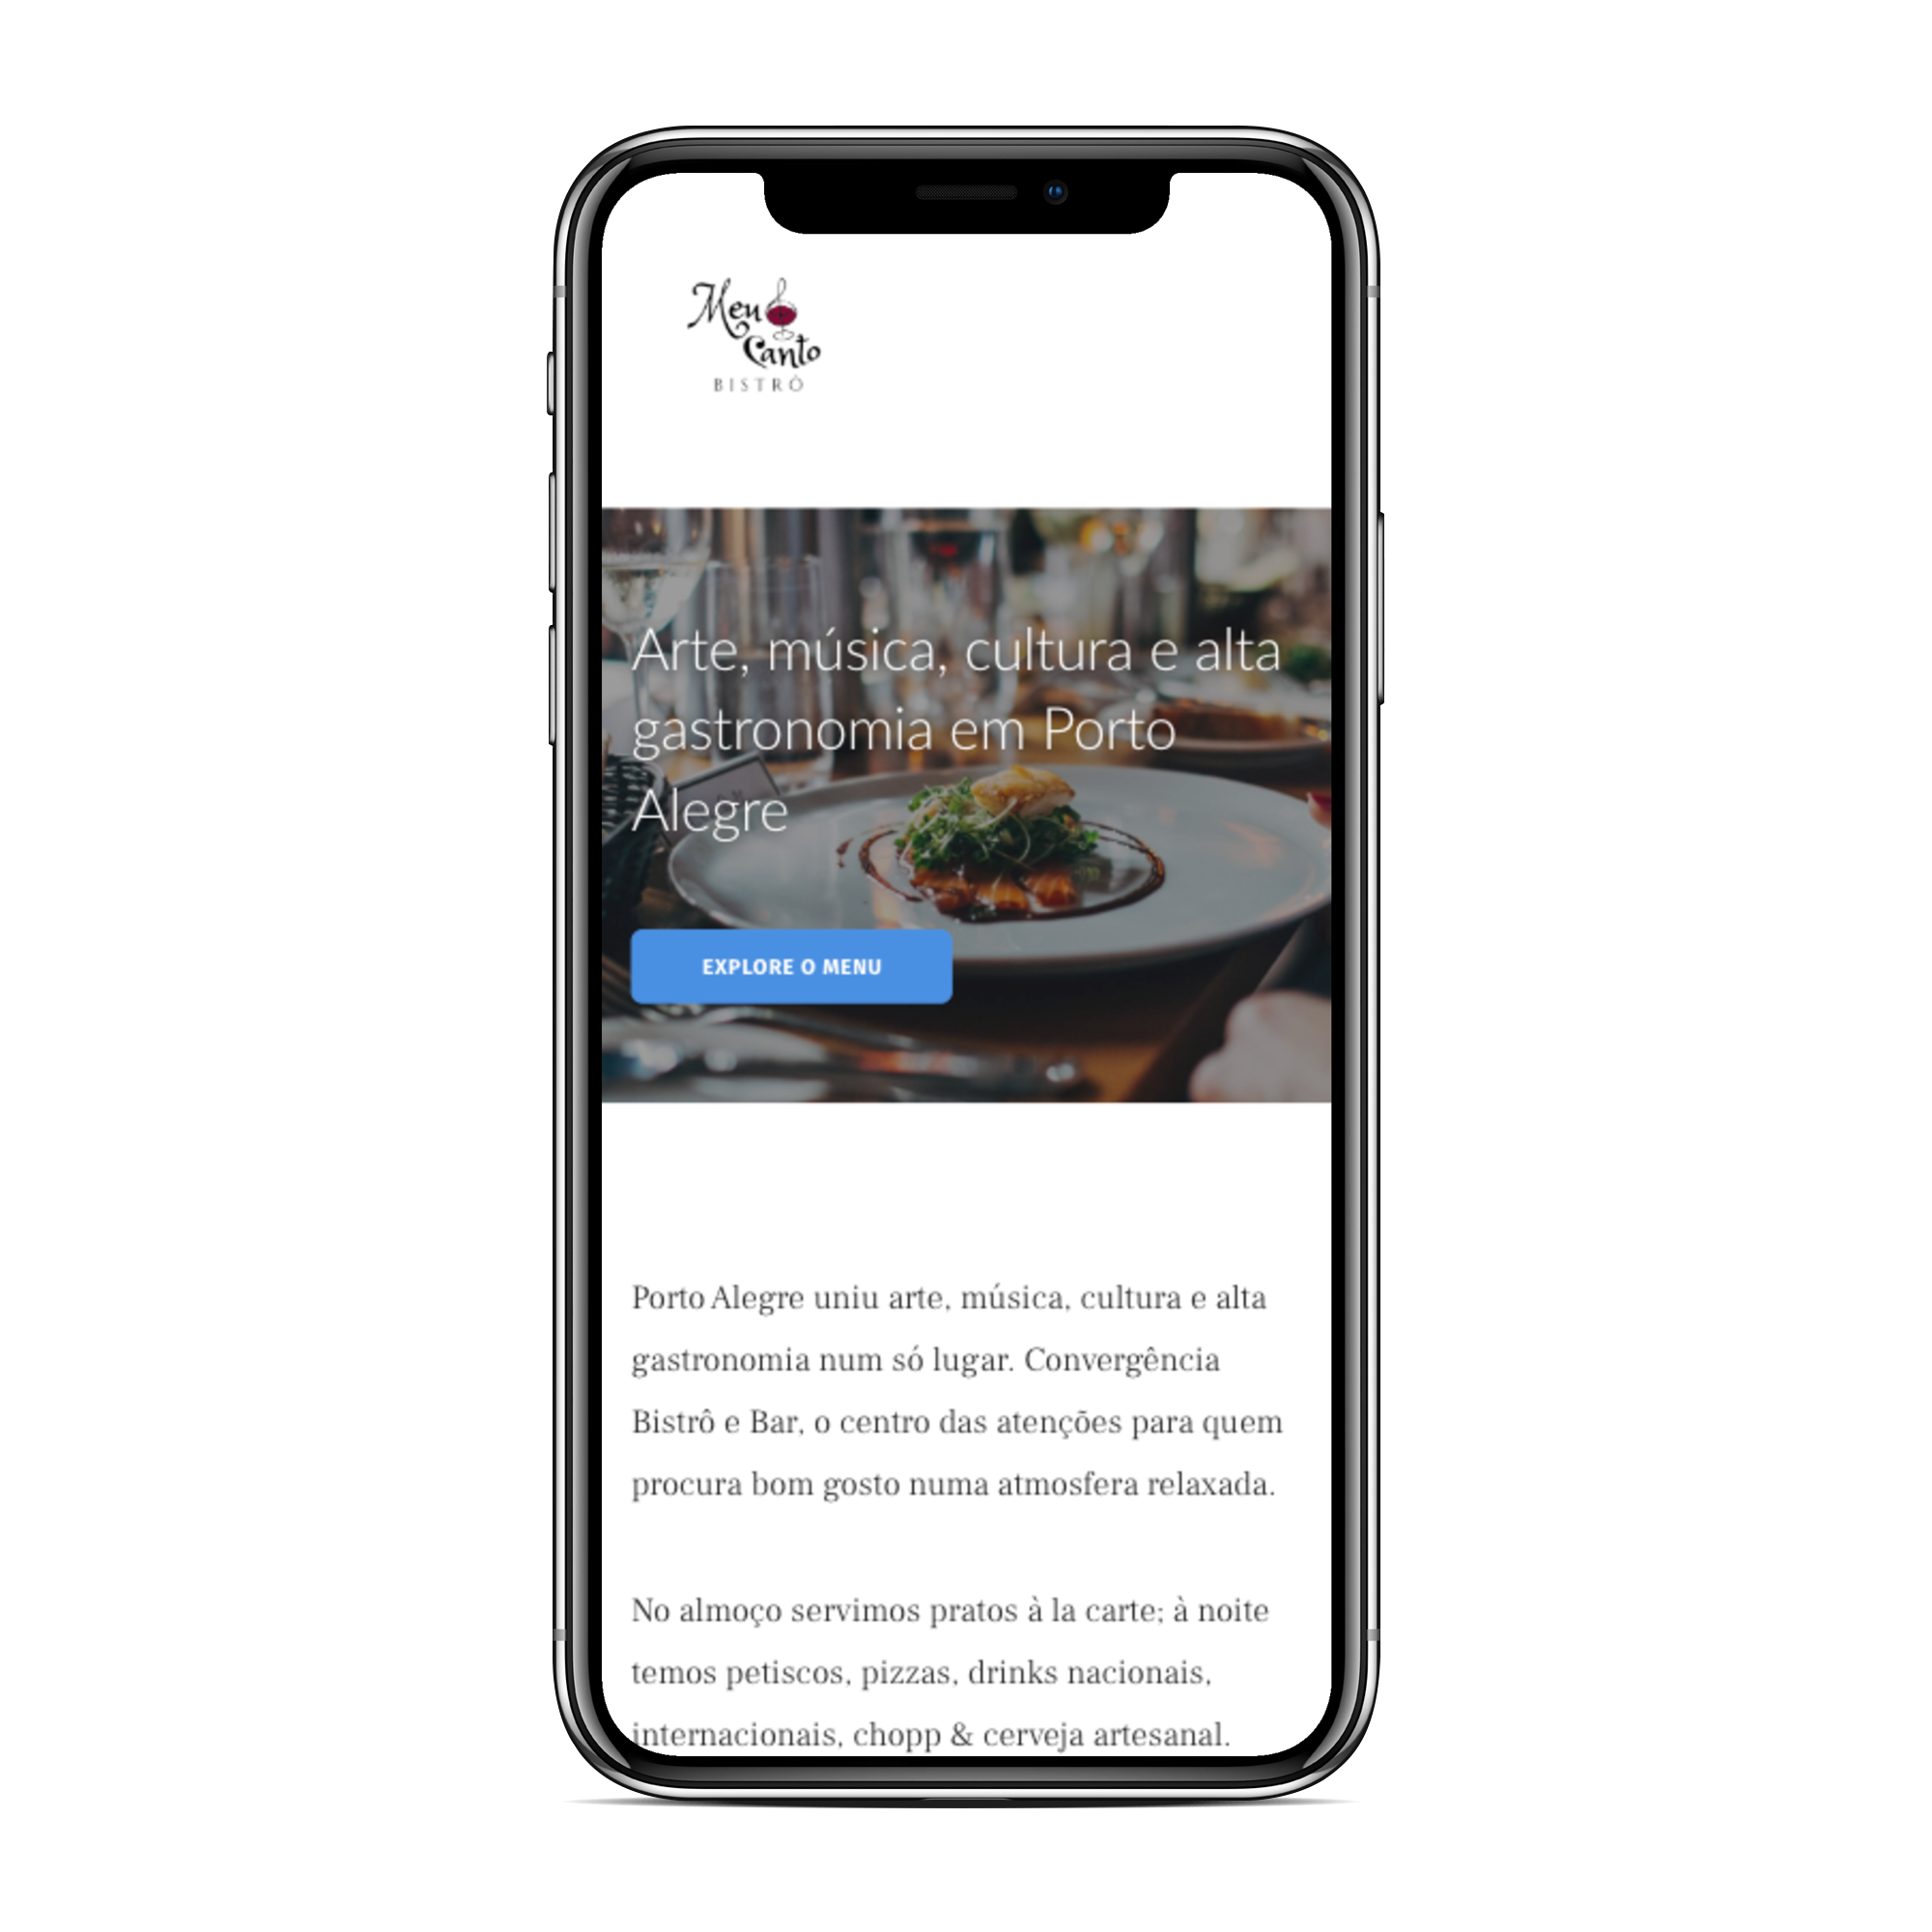 Meu
Canto
BISTRÔ
Arte, música, cultura e alta
gastronomia em Porto
Alegre
EXPLORE O MENU
Porto Alegre uniu arte, música, cultura e alta
gastronomia num só lugar. Convergência
Bistrô e Bar, o centro das atenções para quem
procura bom gosto numa atmosfera relaxada.
No almoço servimos pratos à la carte; à noite
temos petiscos, pizzas, drinks nacionais,
internacionais, chopp & cerveja artesanal.